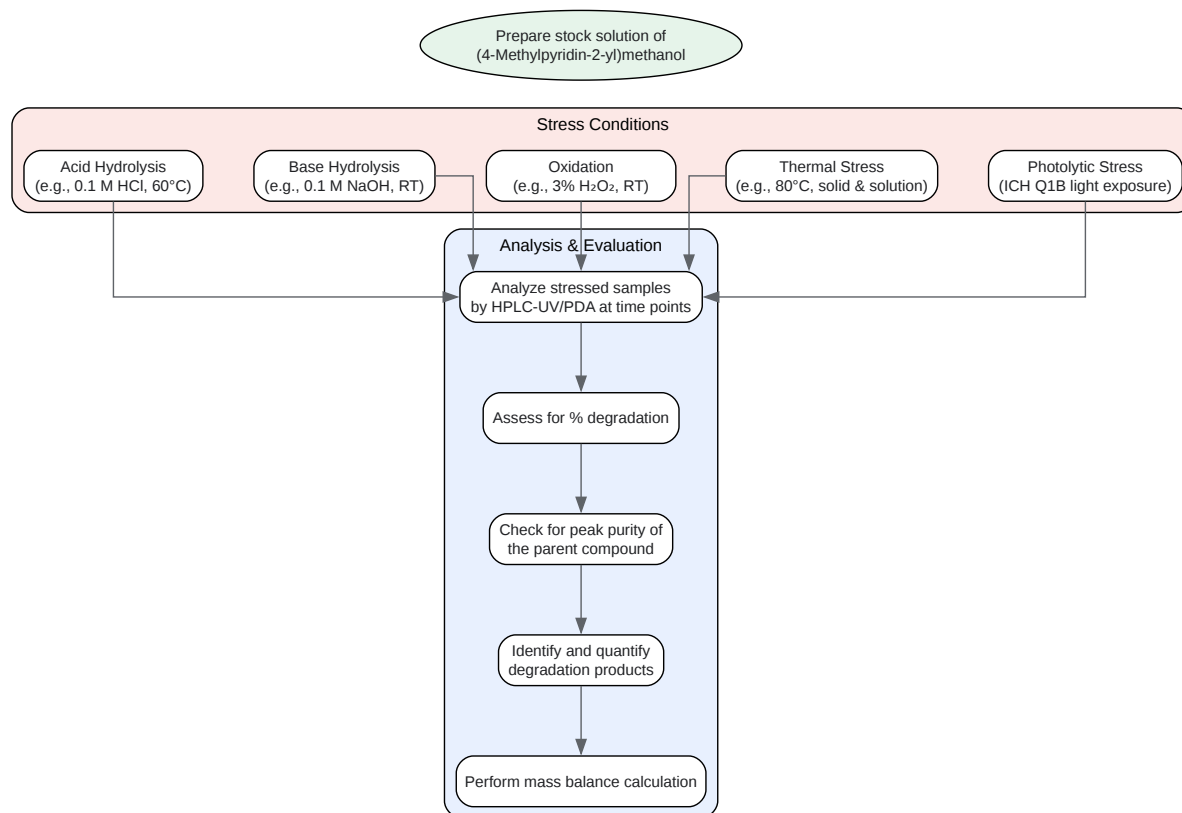 Prepare stock solution of
(4-Methylpyridin-2-yl)methanol
Stress Conditions
Acid Hydrolysis
(e.g., 0.1 M HCl, 60°C)
Base Hydrolysis
(e.g., 0.1 M NaOH, RT)
Oxidation
(e.g., 3% H₂O₂, RT)
Thermal Stress
(e.g., 80°C, solid & solution)
Photolytic Stress
(ICH Q1B light exposure)
Analysis & Evaluation
Analyze stressed samples
by HPLC-UV/PDA at time points
Assess for % degradation
Check for peak purity of
the parent compound
Identify and quantify
degradation products
Perform mass balance calculation